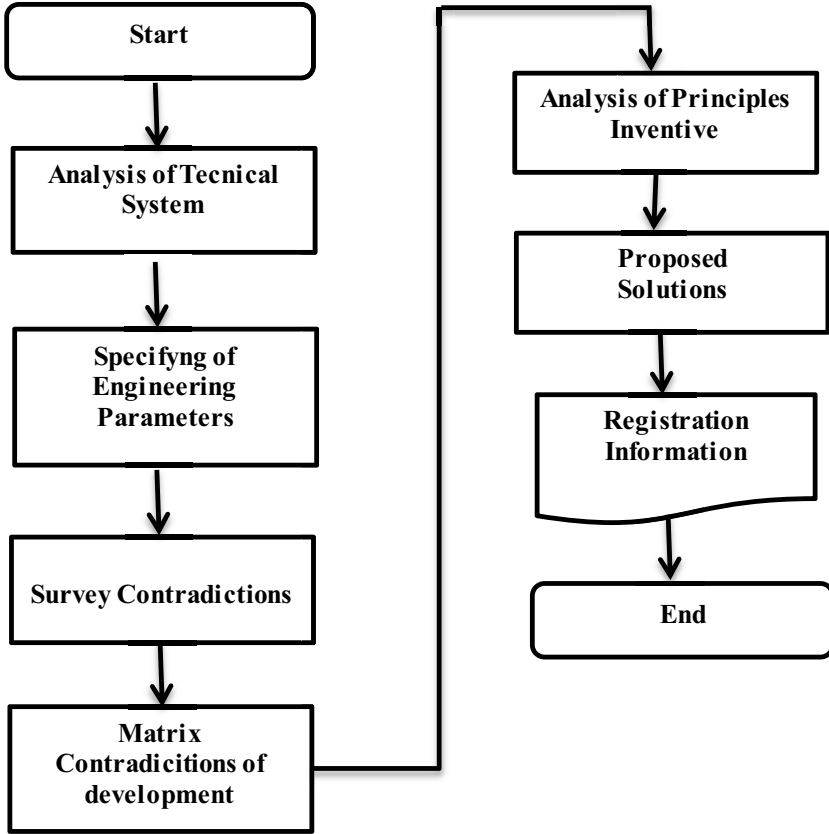 Start
Analysis of Tecnical
System
Specifyng of
Engineering
Parameters
Survey Contradictions
Matrix
Contradicitions of
development
Analysis of Principles
Inventive
Proposed
Solutions
Registration
Information
End